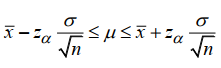 x̄ − z_α σ/√n ≤ μ ≤ x̄ + z_α σ/√n